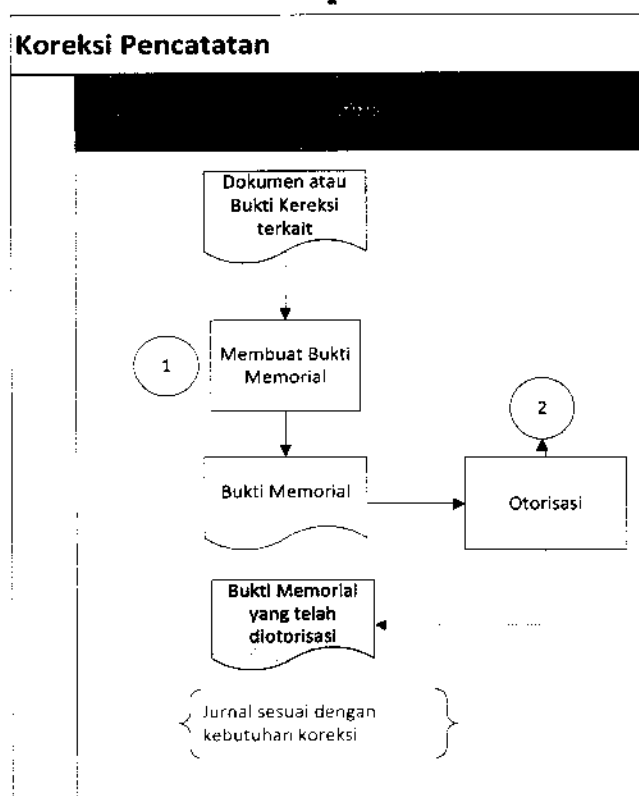 Koreksi Pencatatan
Dokumen atau
Bukti Kereksi
terkait
1
Membuat Bukti
Memorial
2
Bukti Memorial
Otorisasi
Bukti Memorial
yang telah
diotorisasi
Jurnal sesuai dengan
kebutuhan koreksi